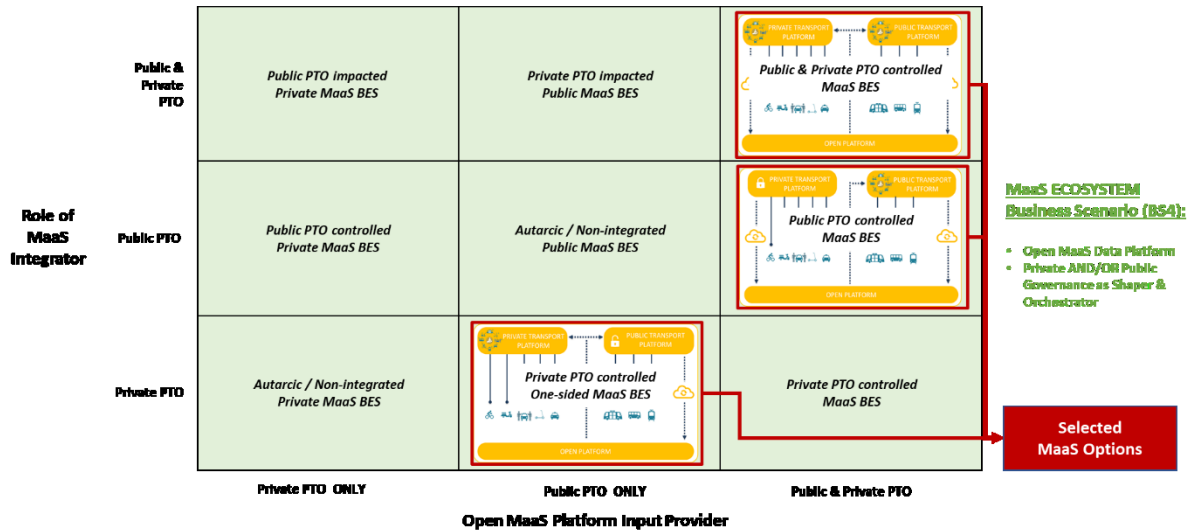 PRIVATE TRANSPORT
PLATFORM
PUBLIC TRANSPORT
PLATFORM
Public &
Private
PTO
Public PTO impacted
Private MaaS BES
Private PTO impacted
Public MaaS BES
Public & Private PTO controlled
MaaS BES
OPEN PLATFORM
Role of
MaaS
Integrator
Public PTO
Public PTO controlled
Private MaaS BES
Autarcic / Non-integrated
Public MaaS BES
PRIVATE TRANSPORT
PLATFORM
PUBLIC TRANSPORT
PLATFORM
Public PTO controlled
MaaS BES
OPEN PLATFORM
MaaS ECOSYSTEM
Business Scenario (BS4):
• Open MaaS Data Platform
• Private AND/OR Public
Governance as Shaper &
Orchestrator
Private PTO
Autarcic / Non-integrated
Private MaaS BES
PRIVATE TRANSPORT
PLATFORM
PUBLIC TRANSPORT
PLATFORM
Private PTO controlled
One-sided MaaS BES
OPEN PLATFORM
Private PTO controlled
MaaS BES
Selected
MaaS Options
Private PTO ONLY
Public PTO ONLY
Public & Private PTO
Open MaaS Platform Input Provider